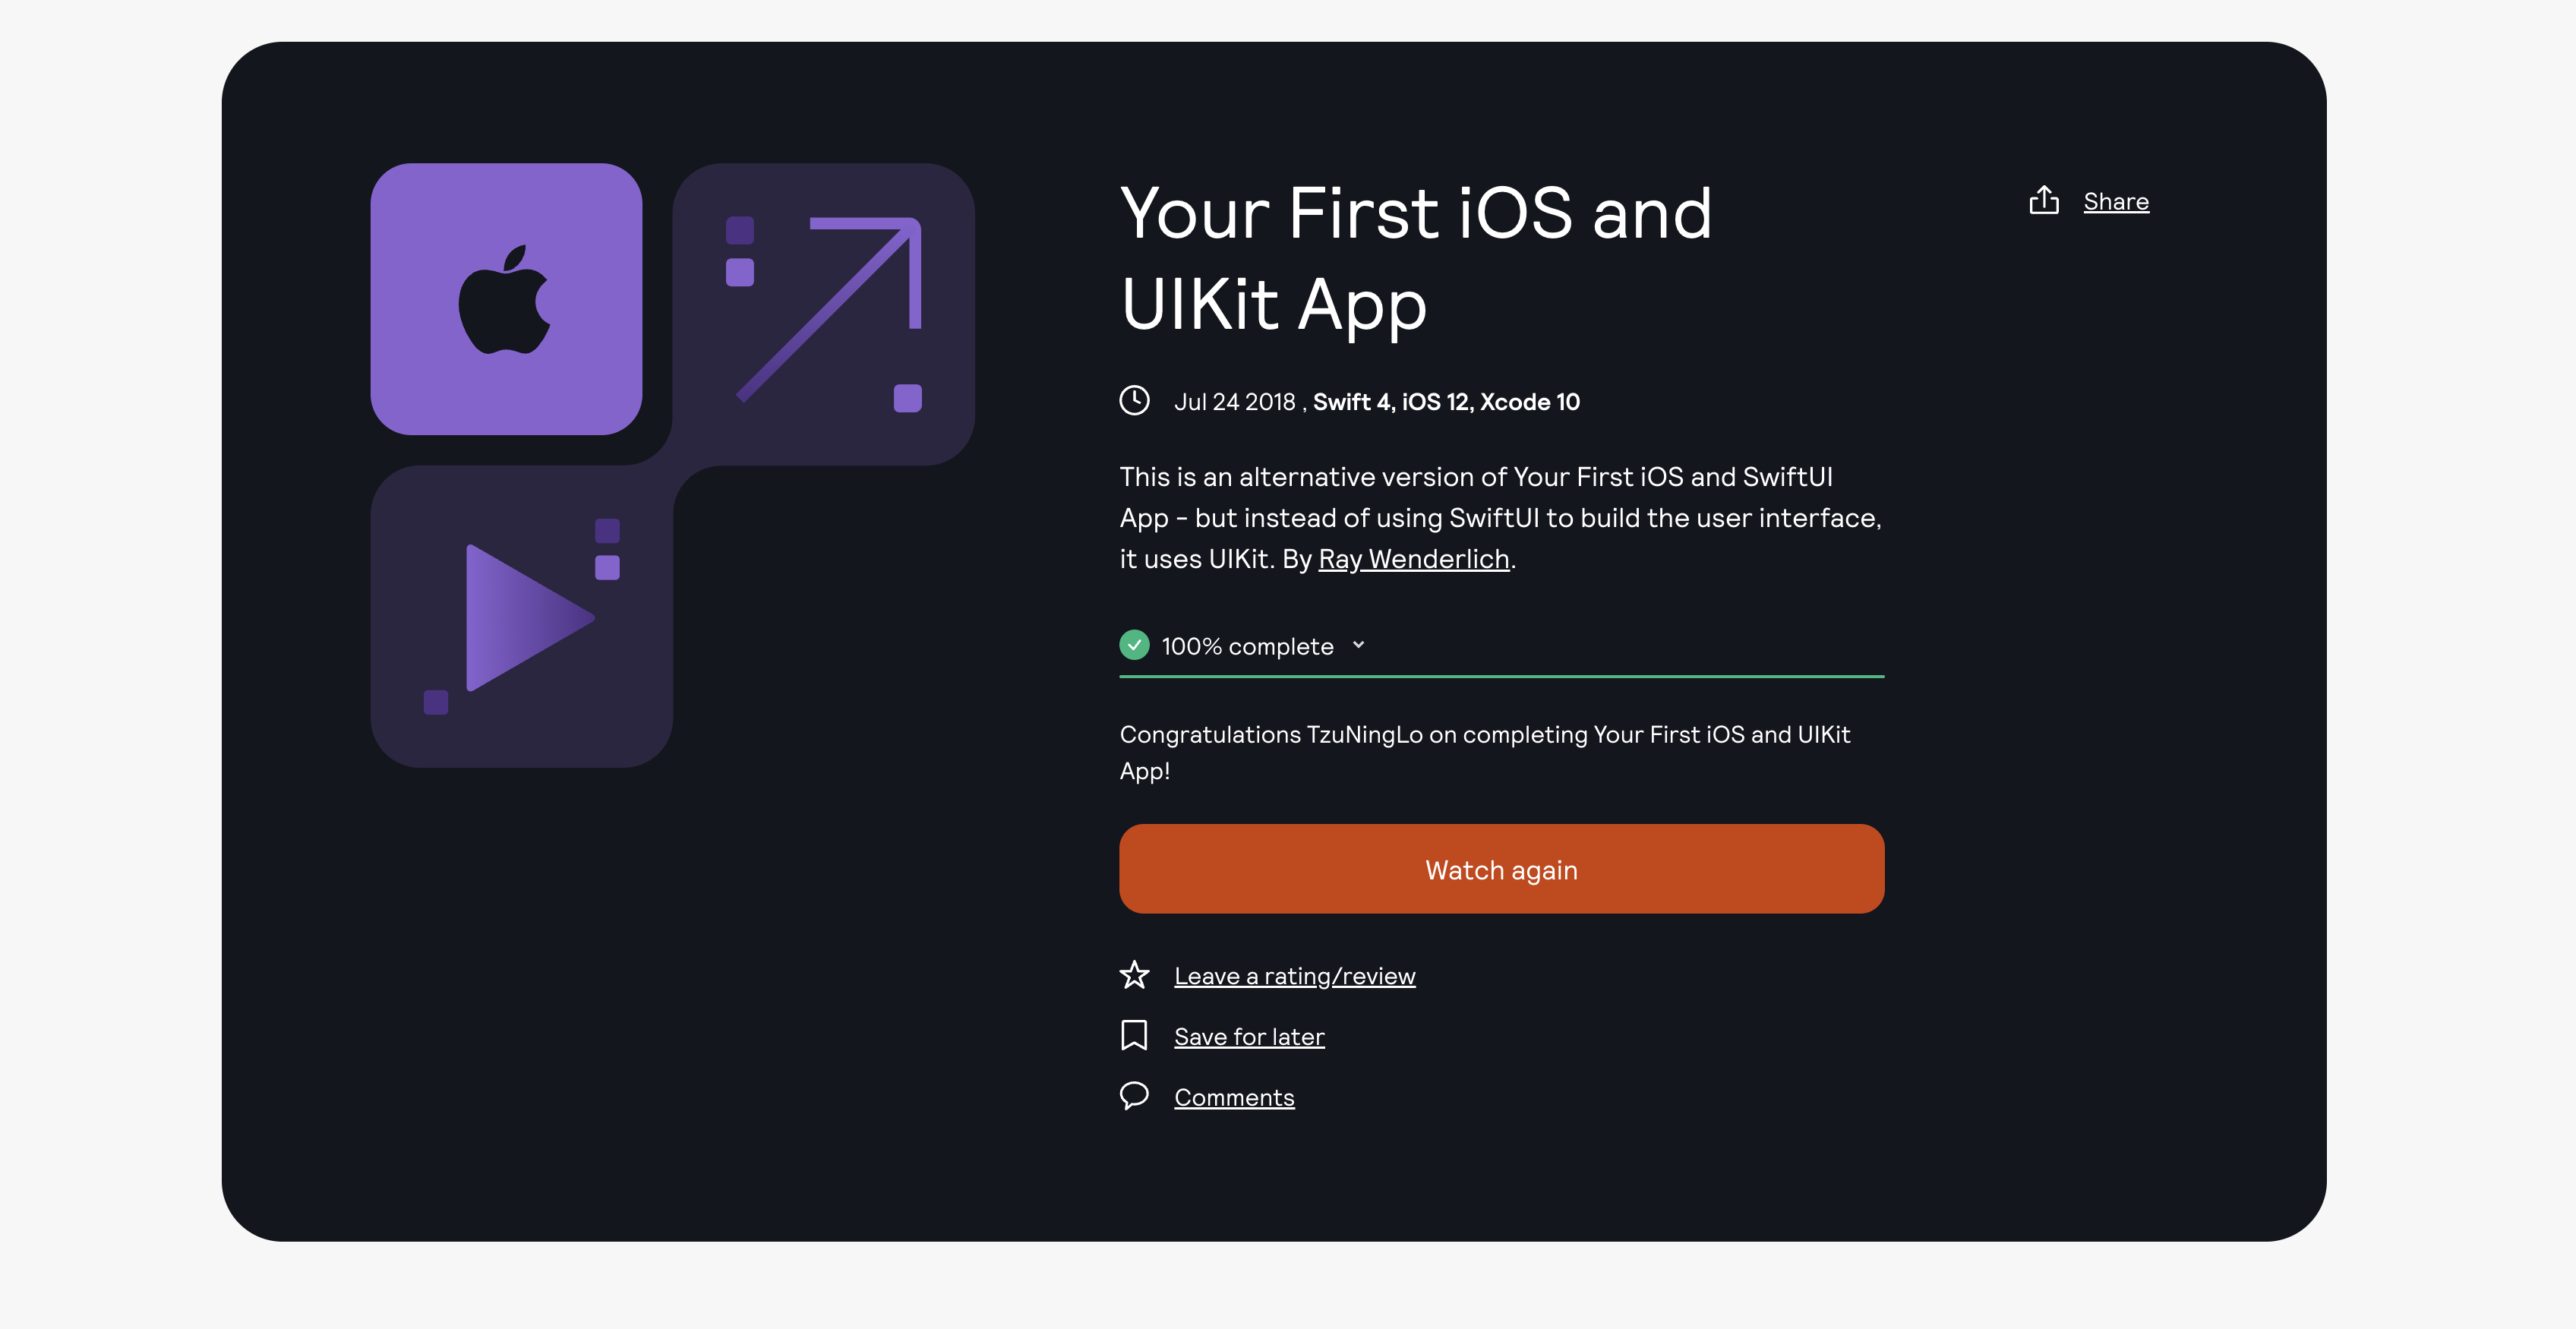 Your First iOS and
UIKit App
Share
Jul 24 2018 , Swift 4, iOS 12, Xcode 10
This is an alternative version of Your First iOS and SwiftUI
App - but instead of using SwiftUI to build the user interface,
it uses UIKit. By Ray Wenderlich.
100% complete
Congratulations TzuNingLo on completing Your First iOS and UIKit
App!
Watch again
Leave a rating/review
Save for later
Comments